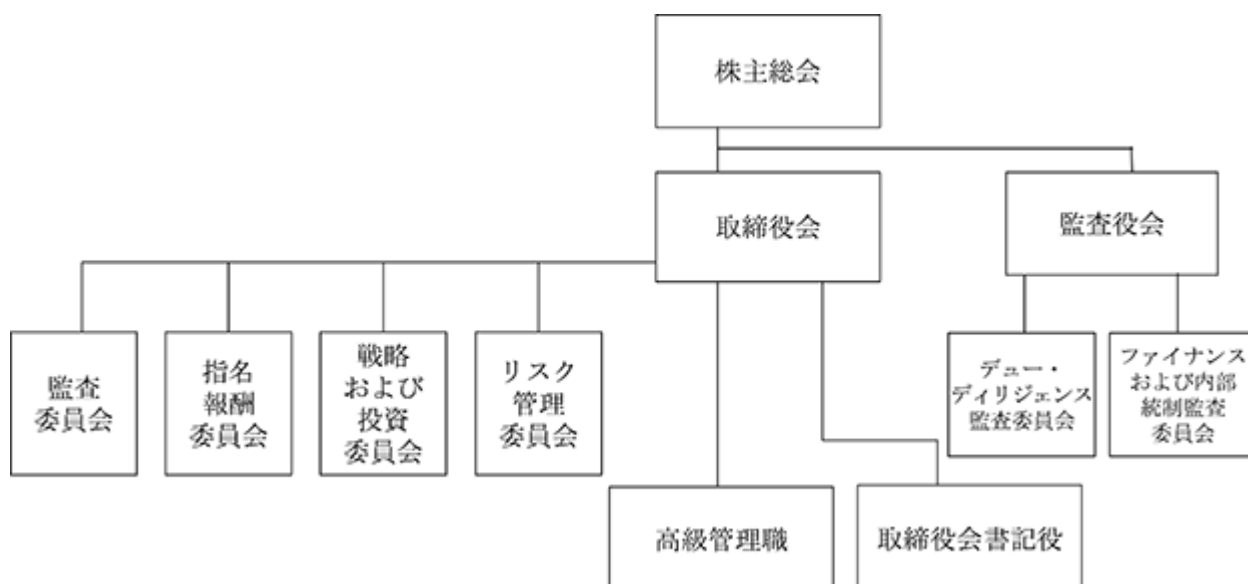 株主総会
取締役会
監査役会
監査
委員会
指名
報酬
委員会
戦略
および
投資
委員会
リスク
管理
委員会
デュー・
ディリジェンス
監査委員会
ファイナンス
および内部
統制監査
委員会
高級管理職
取締役会書記役